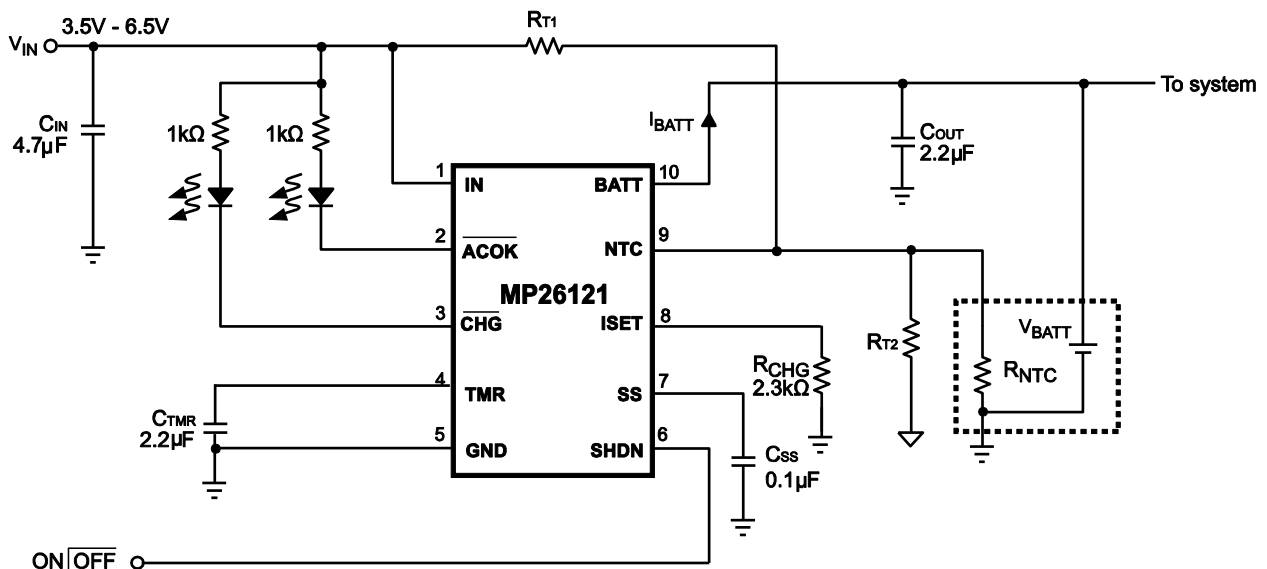 3.5V - 6.5V
VIN
RT1
To system
CIN
4.7µF
1kΩ
1kΩ
IBATT
COUT
2.2µF
1
IN
BATT
10
2
ACOK
NTC
9
MP26121
3
CHG
ISET
8
RT2
VBATT
RNTC
RCHG
2.3kΩ
4
TMR
SS
7
CTMR
2.2µF
5
GND
SHDN
6
CSS
0.1µF
ON OFF